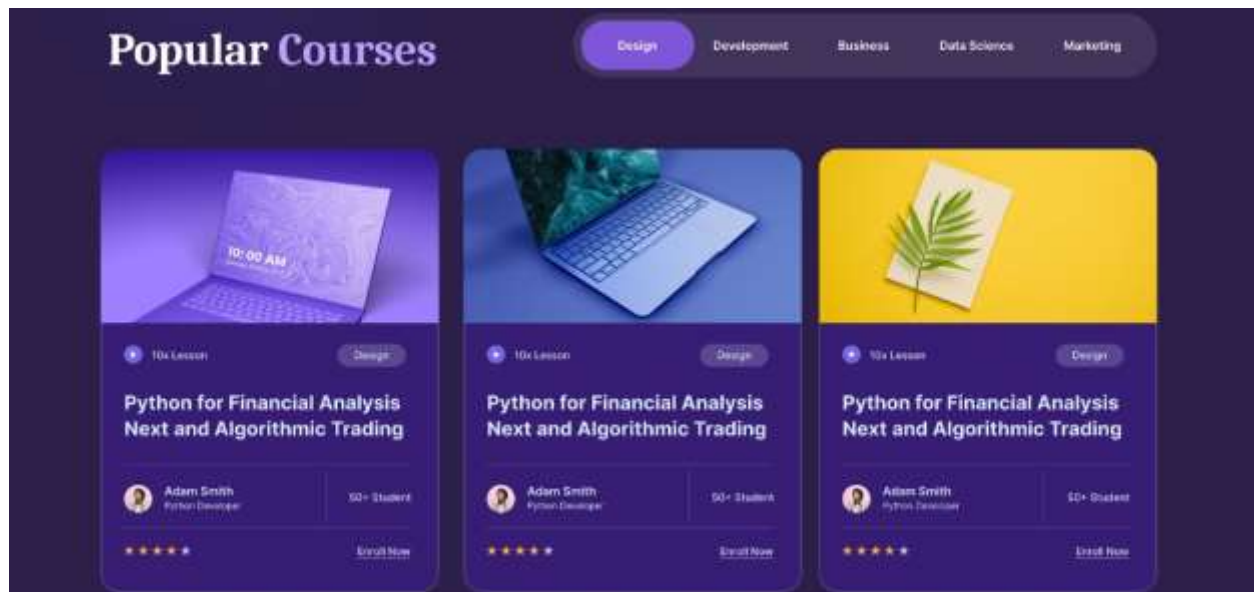 Popular Courses
Design
Development
Business
Data Science
Marketing
10: 00 AM
10x Lesson
Design
Python for Financial Analysis
Next and Algorithmic Trading
Adam Smith
Python Developer
50+ Student
Enroll Now
10x Lesson
Design
Python for Financial Analysis
Next and Algorithmic Trading
Adam Smith
Python Developer
50+ Student
Enroll Now
10x Lesson
Design
Python for Financial Analysis
Next and Algorithmic Trading
Adam Smith
Python Developer
50+ Student
Enroll Now